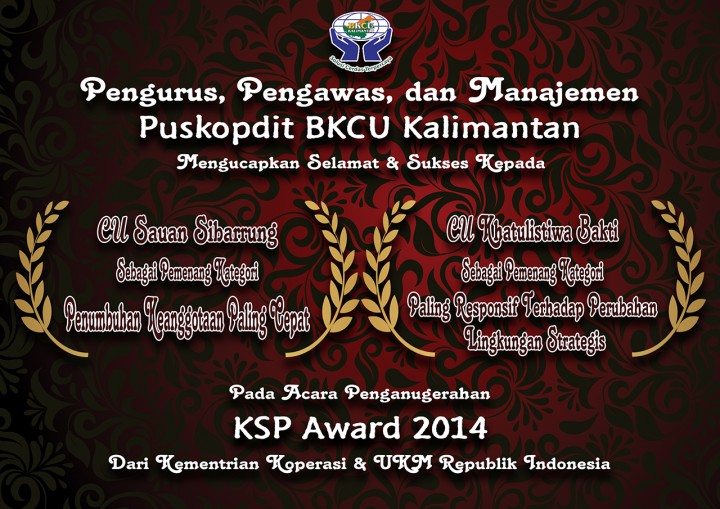 BKCU
KALIMANTAN
Pengurus, Pengawas, dan Manajemen
Puskopdit BKCU Kalimantan
Mengucapkan Selamat & Sukses Kepada
CU Sauan Sibarrung
Sebagai Pemenang Kategori
Penumbuhan Keanggotaan Paling Cepat
CU Khatulistiwa Bakti
Sebagai Pemenang Kategori
Paling Responsif Terhadap Perubahan
Lingkungan Strategis
Pada Acara Penganugerahan
KSP Award 2014
Dari Kementrian Koperasi & UKM Republik Indonesia